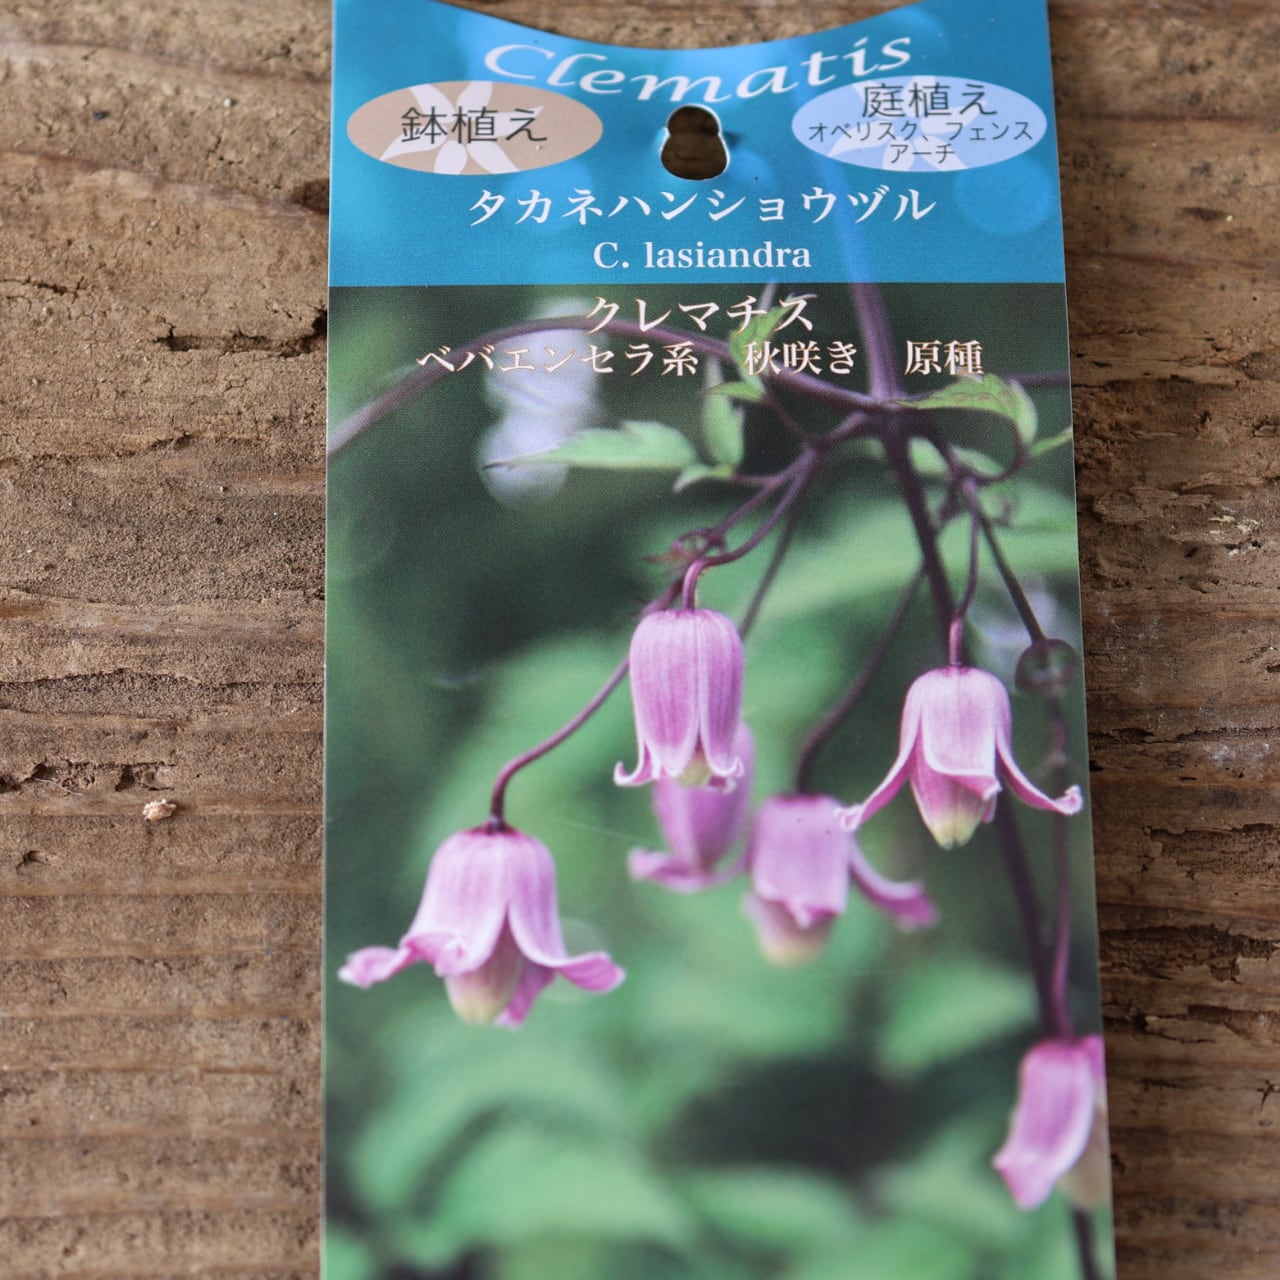 Clematis
鉢植え
庭植え
オベリスク、フェンス
アーチ
タカネハンショウヅル
C. lasiandra
クレマチス
ベバエンセラ系 秋咲き 原種